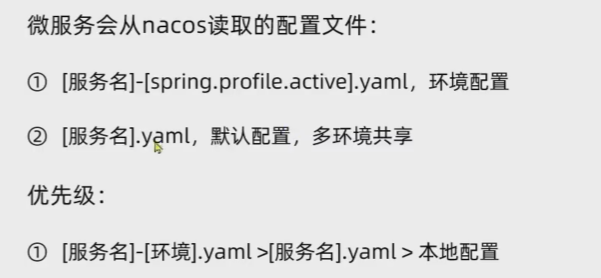 微服务会从nacos读取的配置文件：
① [服务名]-[spring.profile.active].yaml，环境配置
② [服务名].yaml，默认配置，多环境共享
优先级：
① [服务名]-[环境].yaml >[服务名].yaml > 本地配置